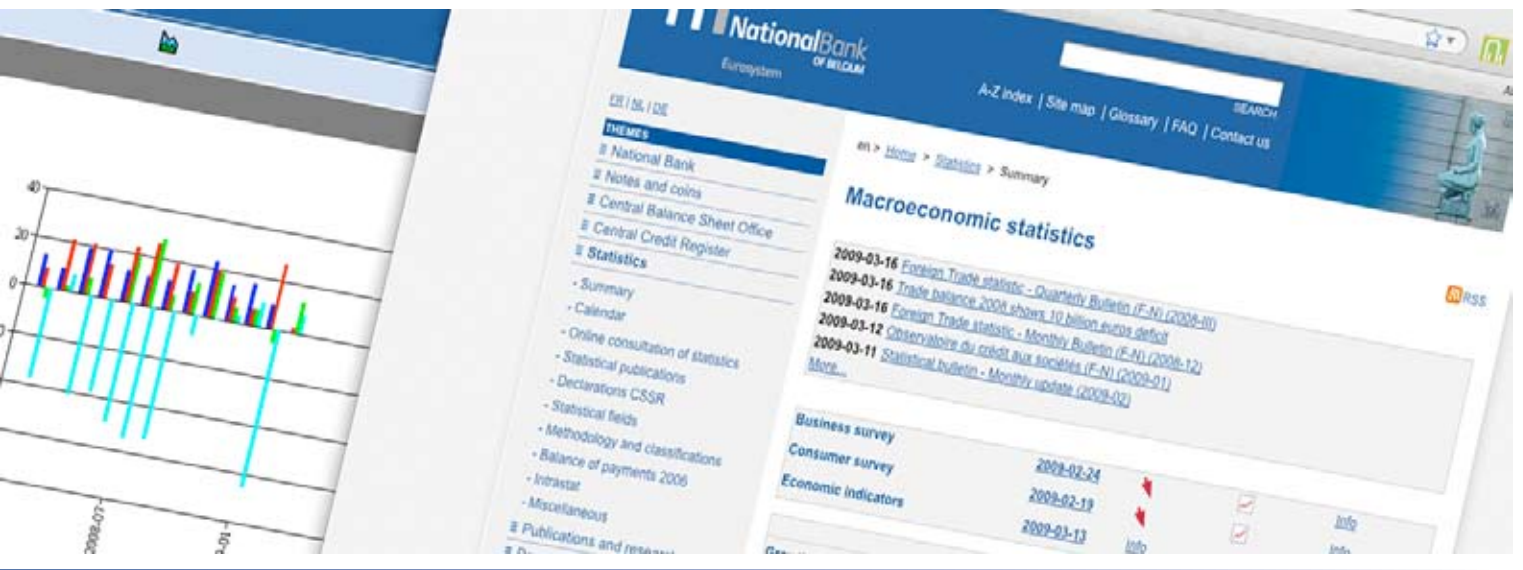 40
20
0
2008-07
NationalBank
OF BELGIUM
Eurosystem
SEARCH
A-Z index | Site map | Glossary | FAQ | Contact us
FR | NL | DE
THEMES
National Bank
Notes and coins
Central Balance Sheet Office
Central Credit Register
Statistics
- Summary
- Calendar
- Online consultation of statistics
- Statistical publications
- Declarations CSSR
- Statistical fields
- Methodology and classifications
- Balance of payments 2006
- Intrastat
- Miscellaneous
Publications and
en > Home > Statistics > Summary
Macroeconomic statistics
RSS
2009-03-16 Foreign Trade statistic - Quarterly Bulletin (F-N) (2008-III)
2009-03-16 Trade balance 2008 shows 10 billion euros deficit
2009-03-16 Foreign Trade statistic - Monthly Bulletin (F-N) (2008-12)
2009-03-12 Observatoire du crédit aux sociétés (F-N) (2009-01)
2009-03-11 Statistical bulletin - Monthly update (2009-02)
More...
Business survey 2009-02-24 Info
Consumer survey 2009-02-19 Info
Economic indicators 2009-03-13 Info